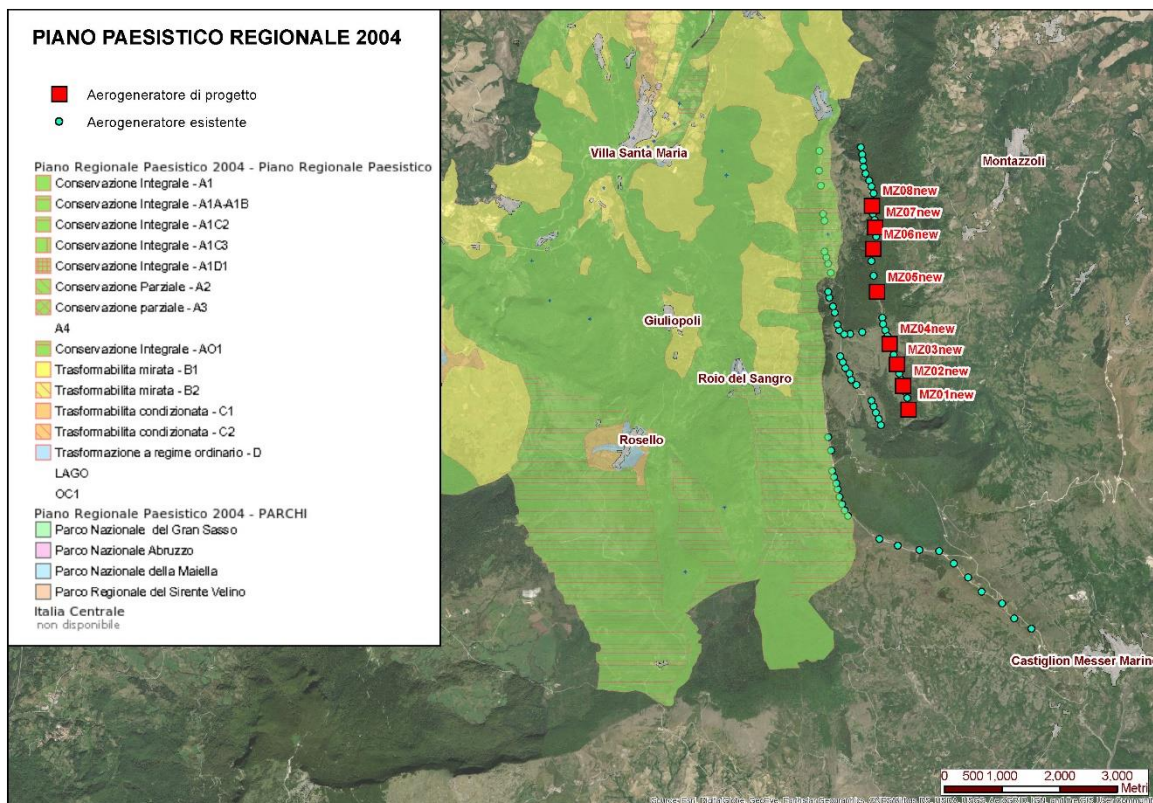 PIANO PAESISTICO REGIONALE 2004
Aerogeneratore di progetto
Aerogeneratore esistente
Piano Regionale Paesistico 2004 - Piano Regionale Paesistico
Conservazione Integrale - A1
Conservazione Integrale - A1A-A1B
Conservazione Integrale - A1C2
Conservazione Integrale - A1C3
Conservazione Integrale - A1D1
Conservazione Parziale - A2
Conservazione parziale - A3
A4
Conservazione Integrale - AO1
Trasformabilita mirata - B1
Trasformabilita mirata - B2
Trasformabilita condizionata - C1
Trasformabilita condizionata - C2
Trasformazione a regime ordinario - D
LAGO
OC1
Piano Regionale Paesistico 2004 - PARCHI
Parco Nazionale del Gran Sasso
Parco Nazionale Abruzzo
Parco Nazionale della Maiella
Parco Regionale del Sirente Velino
Italia Centrale
non disponibile
Villa Santa Maria
Montazzoli
MZ08new
MZ07new
MZ06new
MZ05new
Giuliopoli
MZ04new
MZ03new
Roio del Sangro
MZ02new
MZ01new
Rosello
Castiglion Messer Marino
0 500 1,000 2,000 3,000
Metri